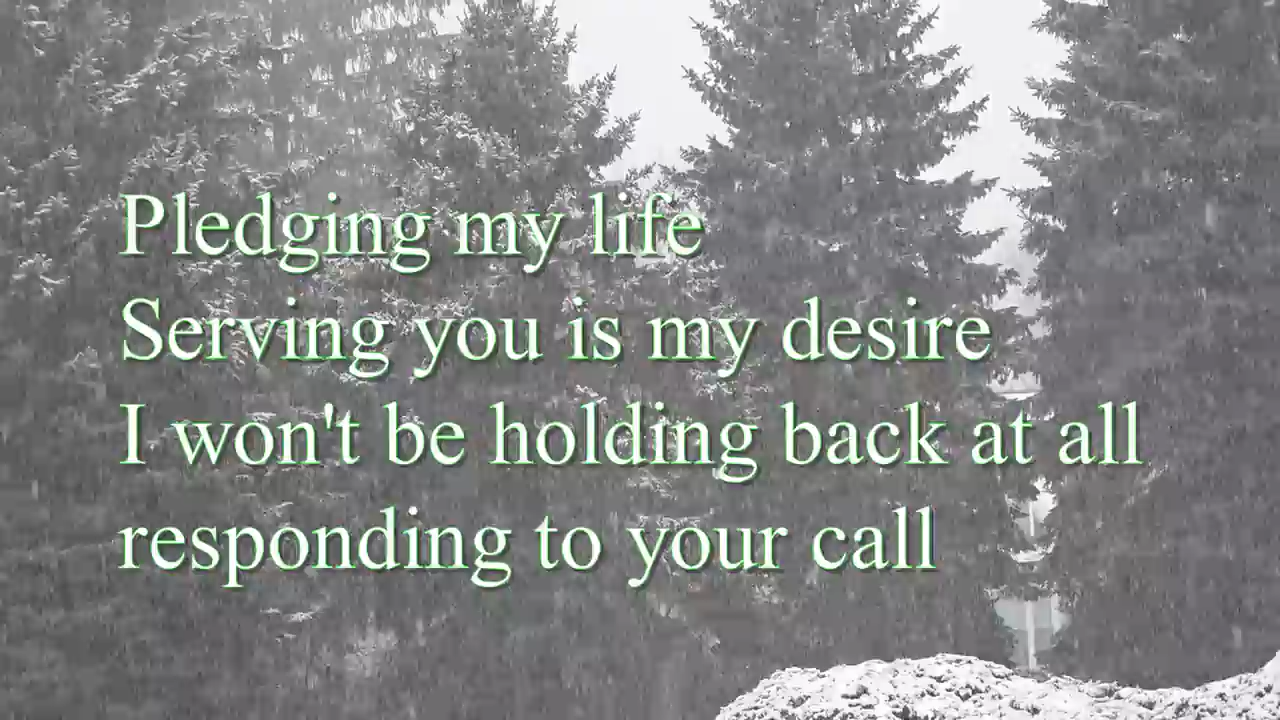 Pledging my life
Serving you is my desire
I won't be holding back at all
responding to your call